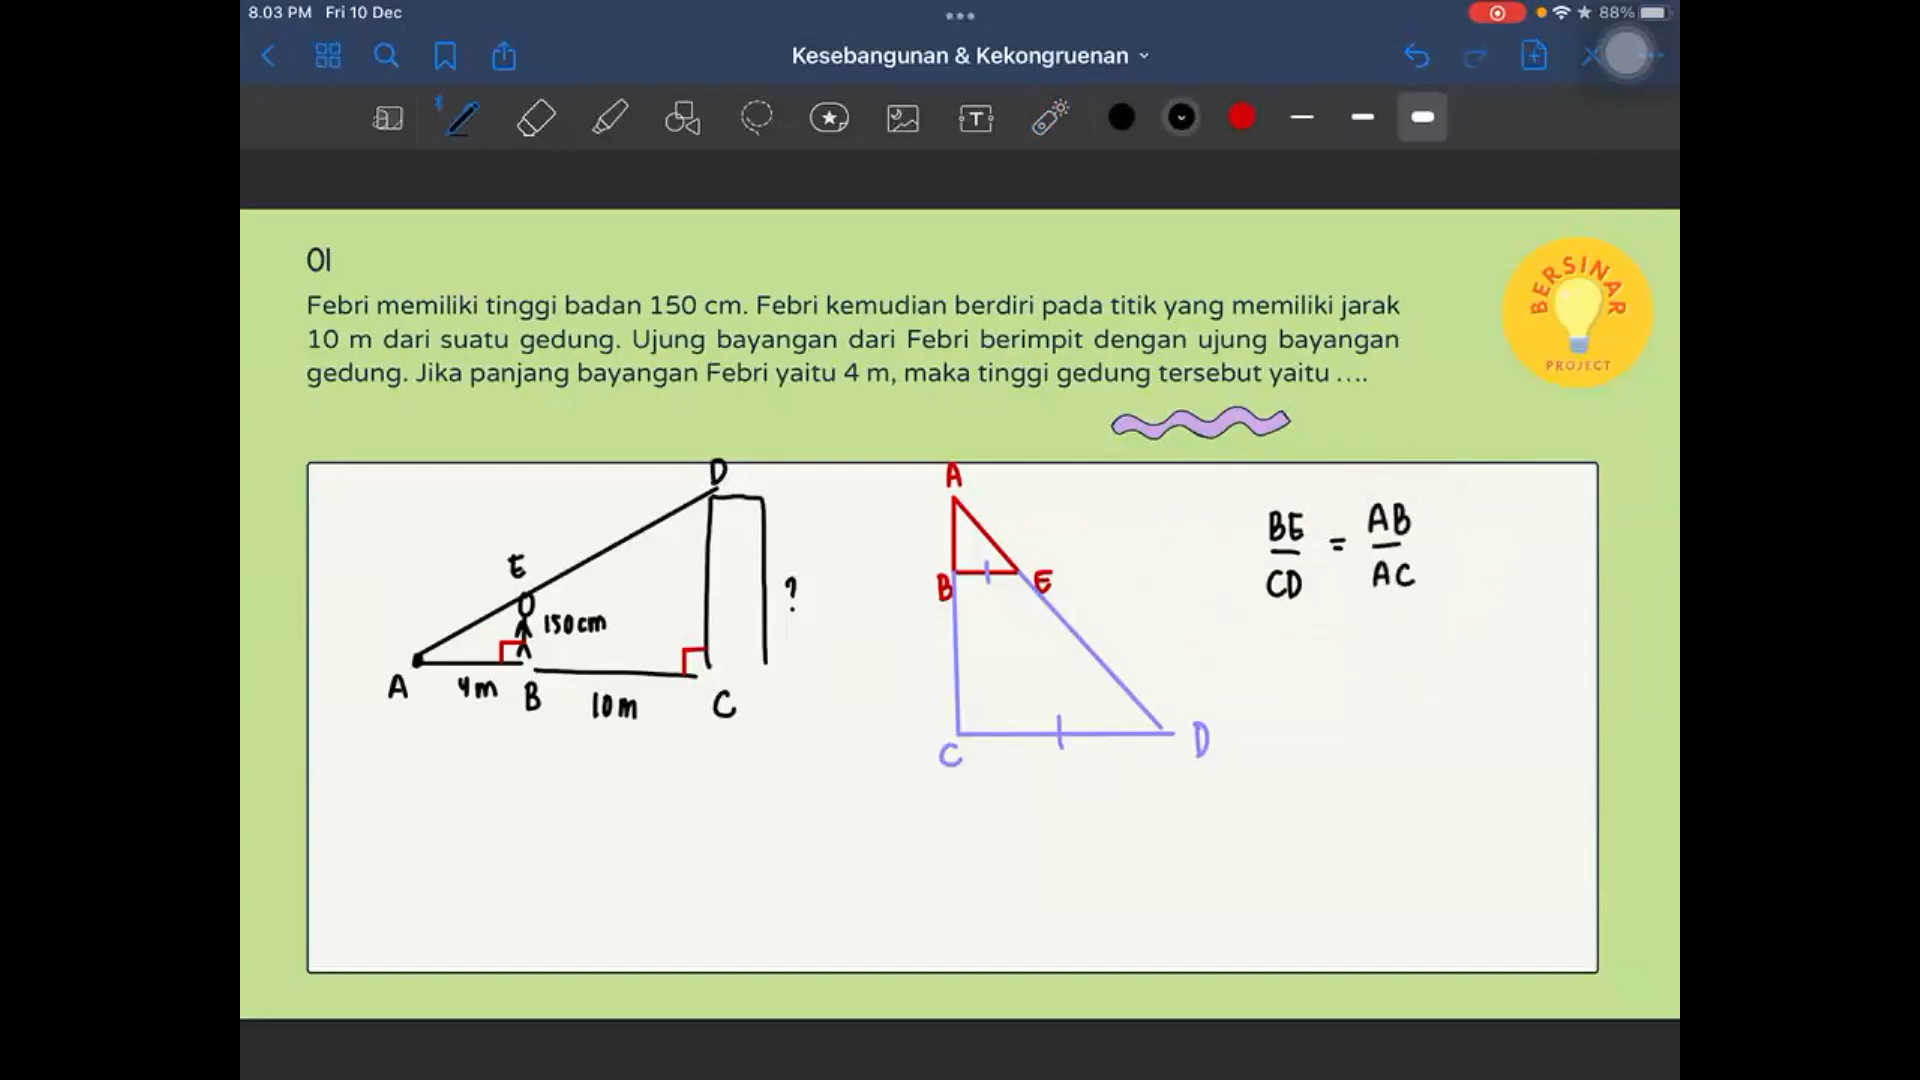 8.03 PM Fri 10 Dec
88%
Kesebangunan & Kekongruenan
T
01
Febri memiliki tinggi badan 150 cm. Febri kemudian berdiri pada titik yang memiliki jarak
10 m dari suatu gedung. Ujung bayangan dari Febri berimpit dengan ujung bayangan
gedung. Jika panjang bayangan Febri yaitu 4 m, maka tinggi gedung tersebut yaitu ....
BERSINAR
PROJECT
D
E
150cm
?
A
4m
B
10m
C
A
B
E
C
D
BE = AB
CD AC